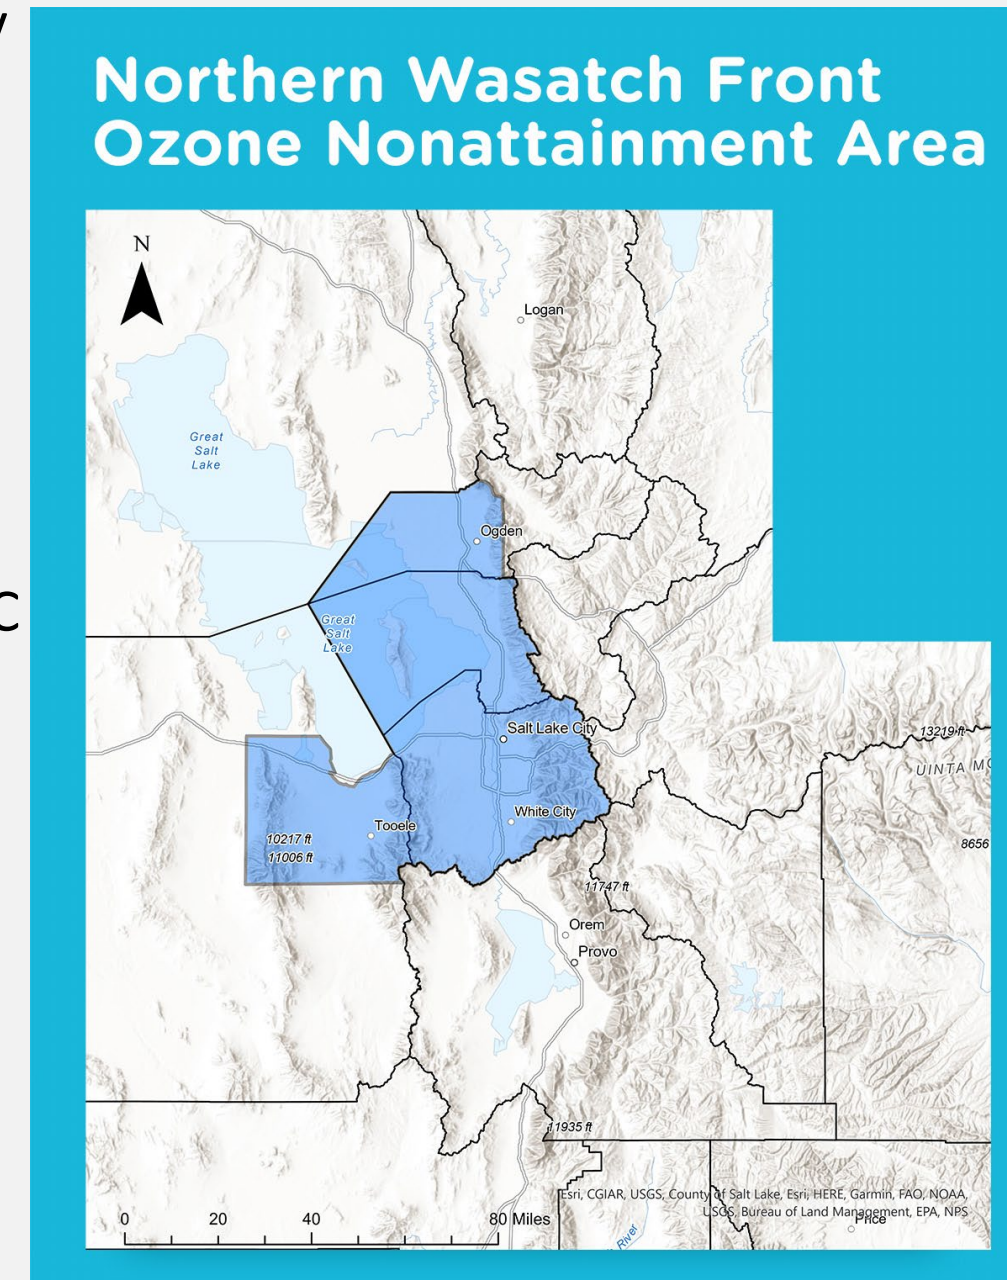 Northern Wasatch Front
Ozone Nonattainment Area
N
Logan
Great
Salt
Lake
Ogden
Great
Salt
Lake
Salt Lake City
13219 ft
White City
Tooele
10217 ft
11006 ft
8656
11747 ft
Orem
Provo
11935 ft
Esri, CGIAR, USGS, County of Salt Lake, Esri, HERE, Garmin, FAO, NOAA,
USGS, Bureau of Land Management, EPA, NPS
Price
River
0 20 40 80 Miles